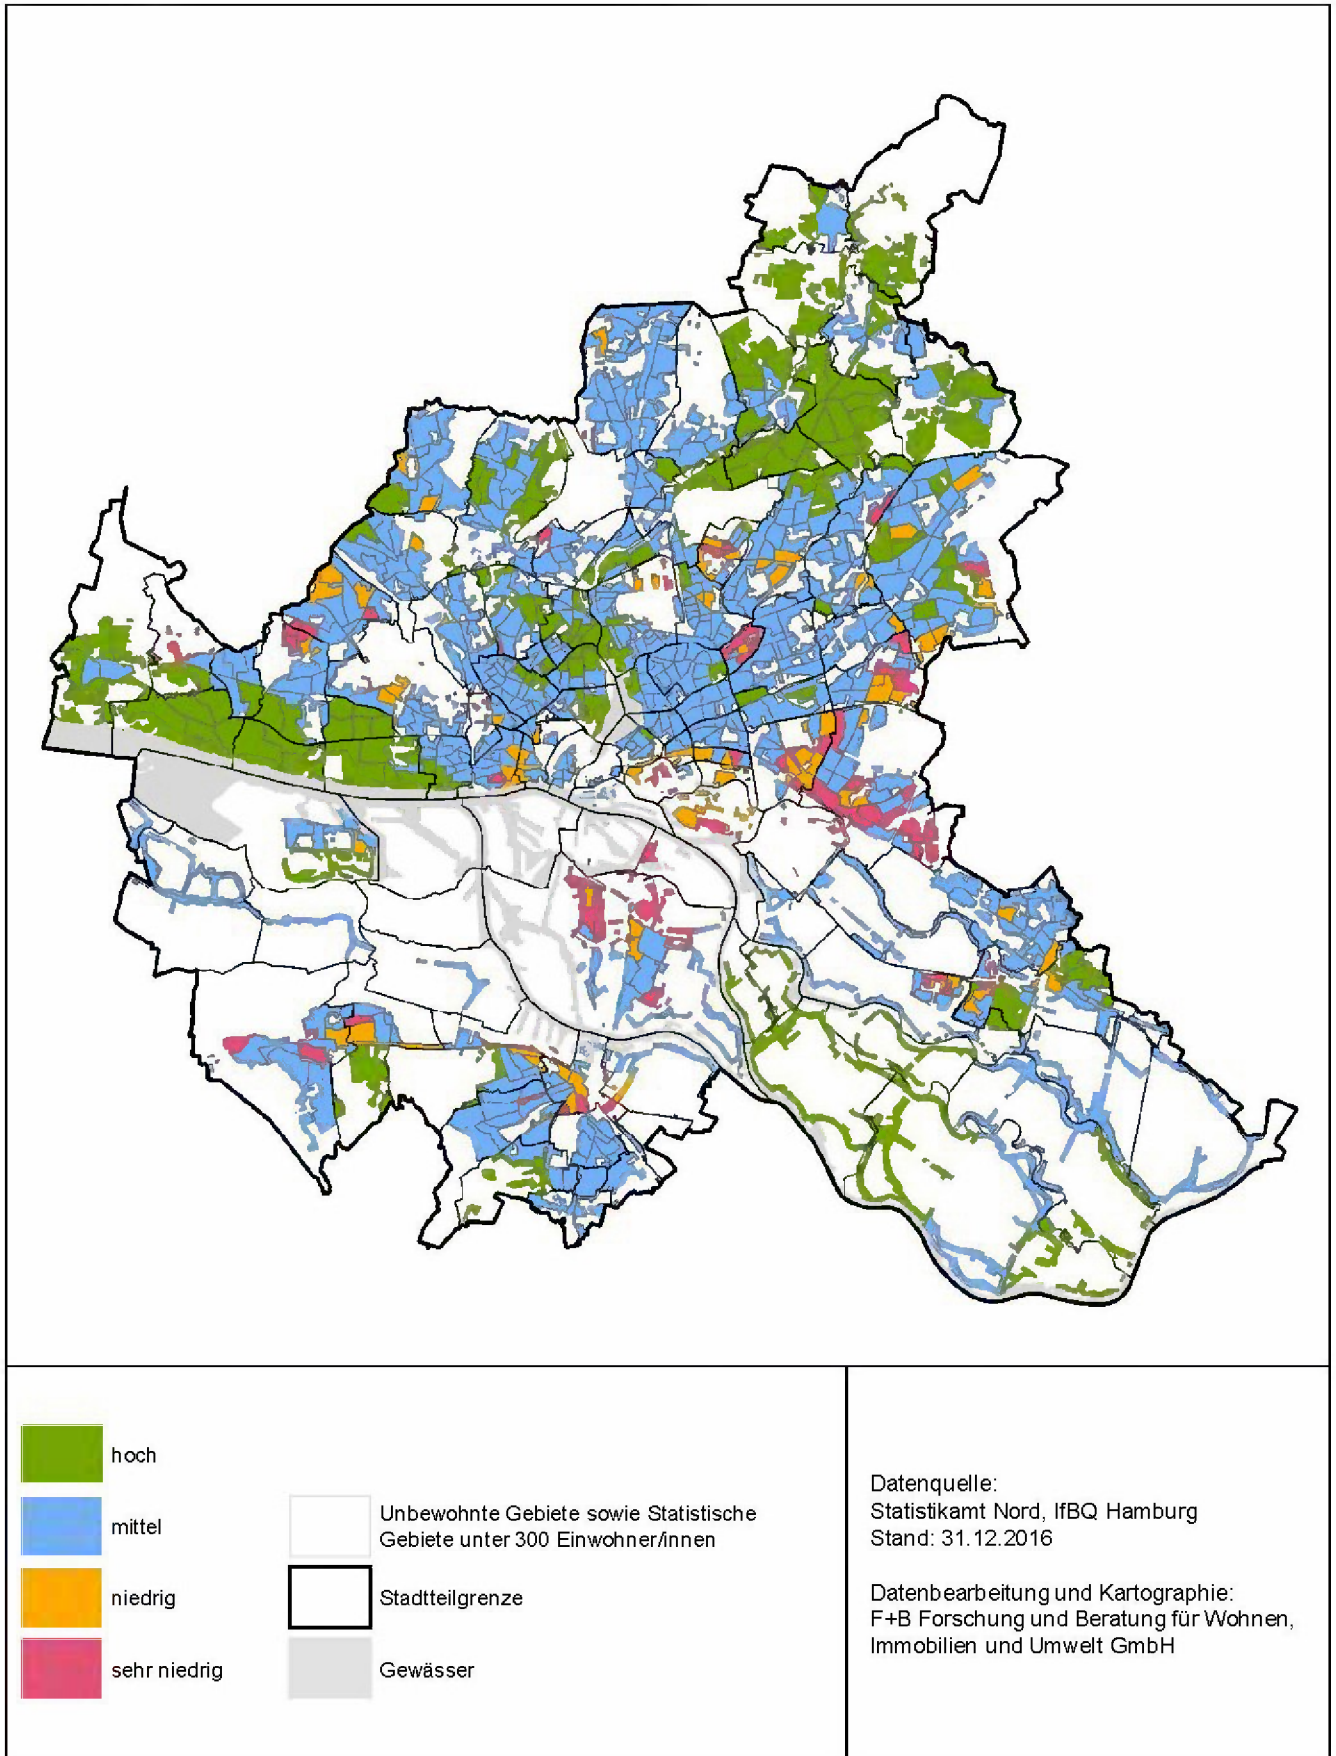 hoch
mittel
niedrig
sehr niedrig
Unbewohnte Gebiete sowie Statistische
Gebiete unter 300 Einwohner/innen
Stadtteilgrenze
Gewässer
Datenquelle:
Statistikamt Nord, IfBQ Hamburg
Stand: 31.12.2016
Datenbearbeitung und Kartographie:
F+B Forschung und Beratung für Wohnen,
Immobilien und Umwelt GmbH